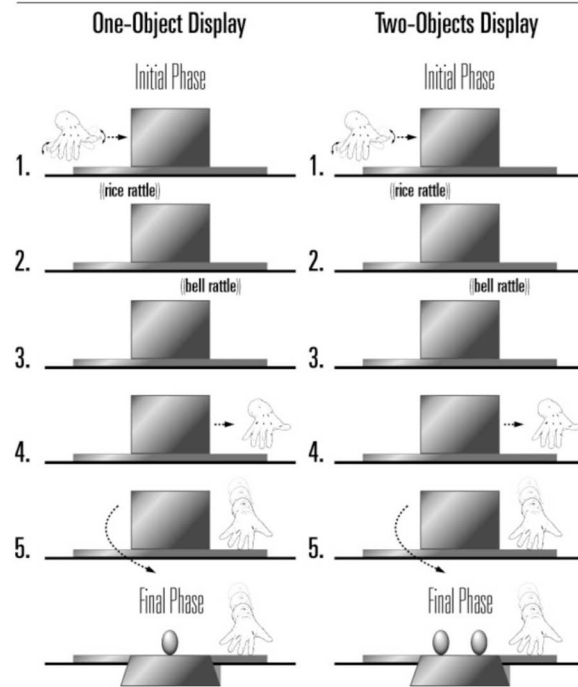 One-Object Display
Initial Phase
1.
((rice rattle))
2.
((bell rattle))
3.
4.
5.
Final Phase
Two-Objects Display
Initial Phase
1.
((rice rattle))
2.
((bell rattle))
3.
4.
5.
Final Phase